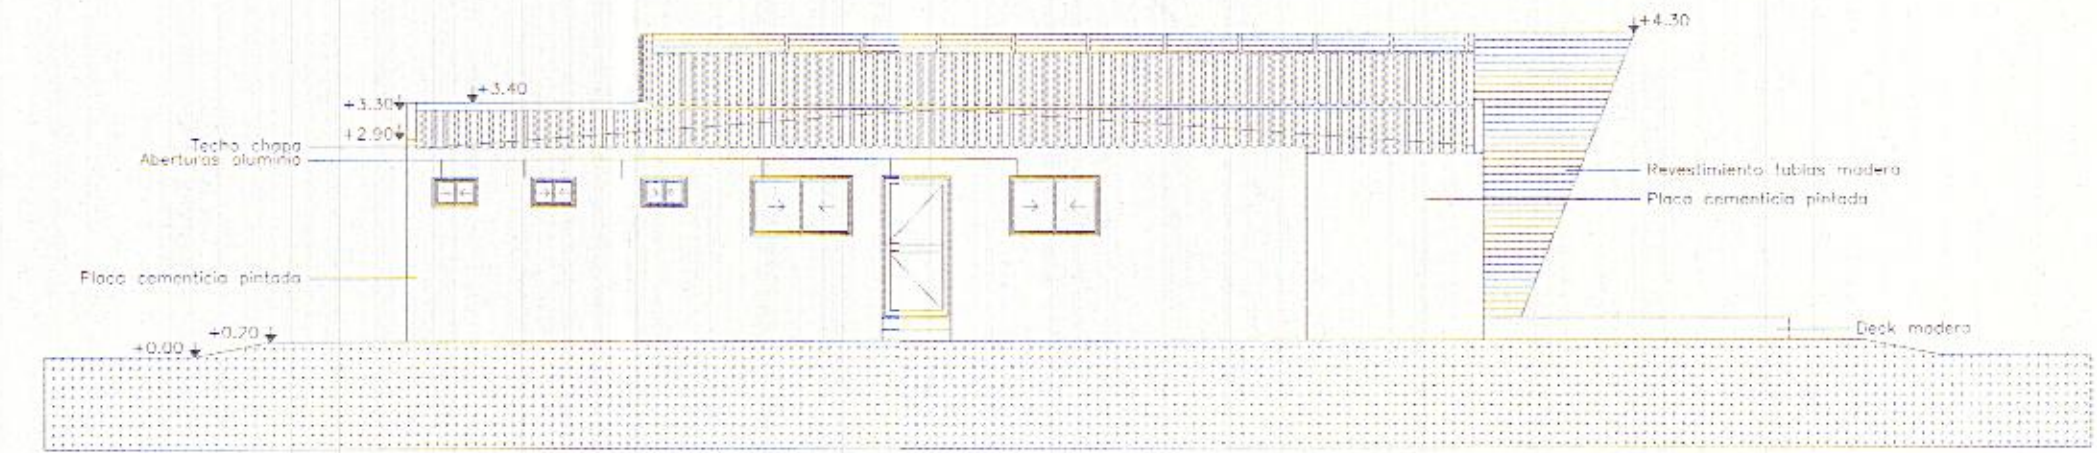 +4.30
+3.40
+3.30
+2.90
Techo chapa
Aberturas aluminio
Revestimiento tablas madera
Placa cementicia pintada
Placa cementicia pintada
+0.20
+0.00
Deck madera